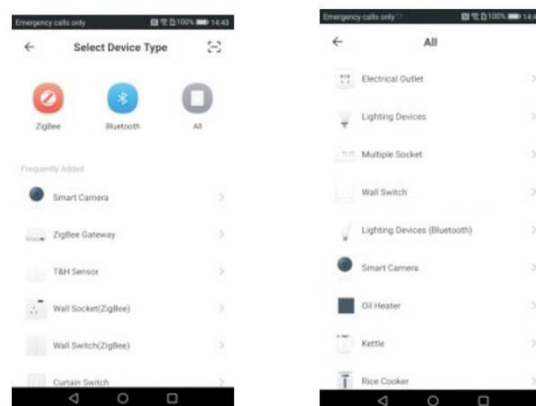 Emergency calls only
100% 14:43
Select Device Type
ZigBee
Bluetooth
All
Frequently Added
Smart Camera
ZigBee Gateway
T&H Sensor
Wall Socket(ZigBee)
Wall Switch(ZigBee)
Curtain Switch
Emergency calls only
100%
All
Electrical Outlet
Lighting Devices
Multiple Socket
Wall Switch
Lighting Devices (Bluetooth)
Smart Camera
Oil Heater
Kettle
Rice Cooker